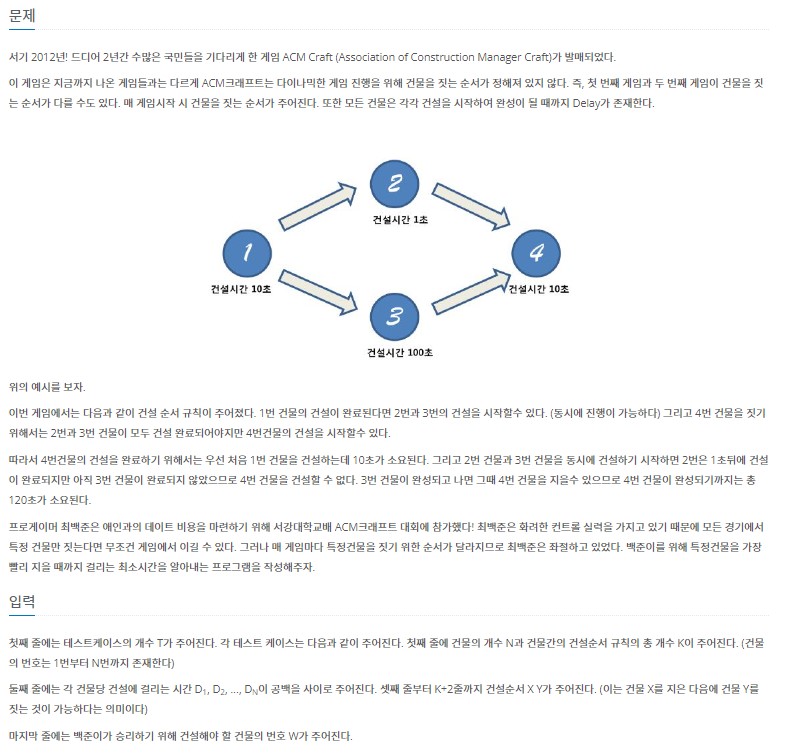 문제
서기 2012년! 드디어 2년간 수많은 국민들을 기다리게 한 게임 ACM Craft (Association of Construction Manager Craft)가 발매되었다.
이 게임은 지금까지 나온 게임들과는 다르게 ACM크래프트는 다이나믹한 게임 진행을 위해 건물을 짓는 순서가 정해져 있지 않다. 즉, 첫 번째 게임과 두 번째 게임이 건물을 짓
는 순서가 다를 수도 있다. 매 게임시작 시 건물을 짓는 순서가 주어진다. 또한 모든 건물은 각각 건설을 시작하여 완성이 될 때까지 Delay가 존재한다.
2
건설시간 1초
1
건설시간 10초
4
건설시간 10초
3
건설시간 100초
위의 예시를 보자.
이번 게임에서는 다음과 같이 건설 순서 규칙이 주어졌다. 1번 건물의 건설이 완료된다면 2번과 3번의 건설을 시작할수 있다. (동시에 진행이 가능하다) 그리고 4번 건물을 짓기
위해서는 2번과 3번 건물이 모두 건설 완료되어야지만 4번건물의 건설을 시작할수 있다.
따라서 4번건물의 건설을 완료하기 위해서는 우선 처음 1번 건물을 건설하는데 10초가 소요된다. 그리고 2번 건물과 3번 건물을 동시에 건설하기 시작하면 2번은 1초뒤에 건설
이 완료되지만 아직 3번 건물이 완료되지 않았으므로 4번 건물을 건설할 수 없다. 3번 건물이 완성되고 나면 그때 4번 건물을 지을수 있으므로 4번 건물이 완성되기까지는 총
120초가 소요된다.
프로게이머 최백준은 애인과의 데이트 비용을 마련하기 위해 서강대학교배 ACM크래프트 대회에 참가했다! 최백준은 화려한 컨트롤 실력을 가지고 있기 때문에 모든 경기에서
특정 건물만 짓는다면 무조건 게임에서 이길 수 있다. 그러나 매 게임마다 특정건물을 짓기 위한 순서가 달라지므로 최백준은 좌절하고 있었다. 백준이를 위해 특정건물을 가장
빨리 지을 때까지 걸리는 최소시간을 알아내는 프로그램을 작성해주자.
입력
첫째 줄에는 테스트케이스의 개수 T가 주어진다. 각 테스트 케이스는 다음과 같이 주어진다. 첫째 줄에 건물의 개수 N과 건물간의 건설순서 규칙의 총 개수 K이 주어진다. (건물
의 번호는 1번부터 N번까지 존재한다)
둘째 줄에는 각 건물당 건설에 걸리는 시간 D1, D2, ..., DN이 공백을 사이로 주어진다. 셋째 줄부터 K+2줄까지 건설순서 X Y가 주어진다. (이는 건물 X를 지은 다음에 건물 Y를
짓는 것이 가능하다는 의미이다)
마지막 줄에는 백준이가 승리하기 위해 건설해야 할 건물의 번호 W가 주어진다.